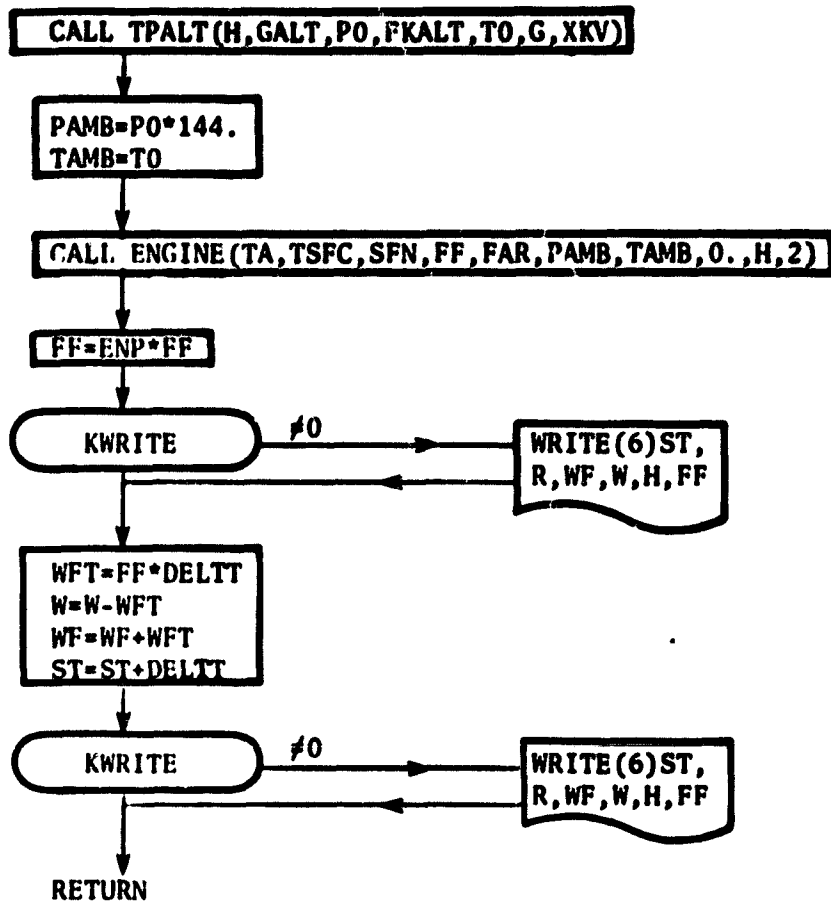 CALL TPALT(H,GALT,PO,FKALT,TO,G,XKV)
PAMB=PO*144.
TAMB=TO
CALL ENGINE(TA,TSFC,SFN,FF,FAR,PAMB,TAMB,0.,H,2)
FF=ENP*FF
KWRITE
≠0
WRITE(6)ST,
R,WF,W,H,FF
WFT=FF*DELTT
W=W-WFT
WF=WF+WFT
ST=ST+DELTT
KWRITE
≠0
WRITE(6)ST,
R,WF,W,H,FF
RETURN